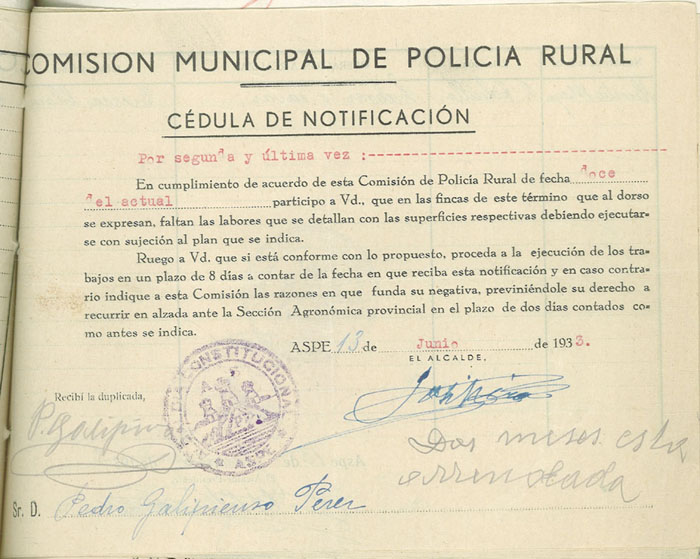 COMISION MUNICIPAL DE POLICIA RURAL
CÉDULA DE NOTIFICACIÓN
Por segunda y última vez :-
En cumplimiento de acuerdo de esta Comisión de Policía Rural de fecha doce
del actual participo a Vd., que en las fincas de este término que al dorso
se expresan, faltan las labores que se detallan con las superficies respectivas debiendo ejecutar-
se con sujeción al plan que se indica.
Ruego a Vd. que si está conforme con lo propuesto, proceda a la ejecución de los tra-
bajos en un plazo de 8 días a contar de la fecha en que reciba esta notificación y en caso contra-
rio indique a esta Comisión las razones en que funda su negativa, previniéndole su derecho a
recurrir en alzada ante la Sección Agronómica provincial en el plazo de dos días contados co-
mo antes se indica.
ASPE 13 de Junio de 1933.
EL ALCALDE,
CONSTITUCIONAL
ASPE
Recibí la duplicada,
P. Galipienso
Dos meses esta
arrendada
Sr. D. Pedro Galipienso Perez